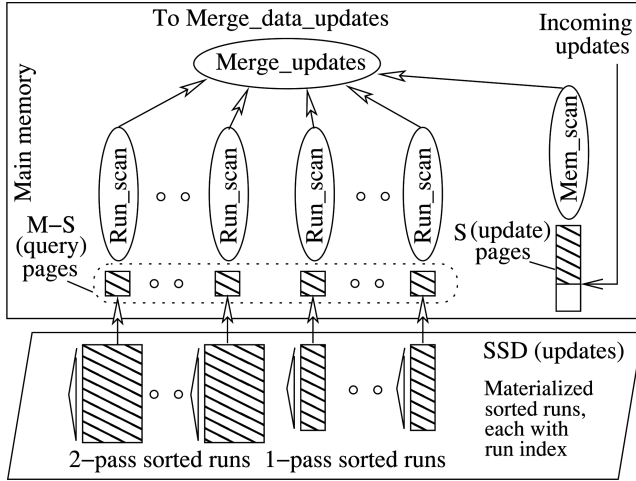 To Merge_data_updates
Incoming
updates
Merge_updates
Main memory
Run_scan
Run_scan
Run_scan
Run_scan
Mem_scan
M-S
(query)
pages
S (update)
pages
SSD (updates)
Materialized
sorted runs,
each with
run index
2-pass sorted runs
1-pass sorted runs